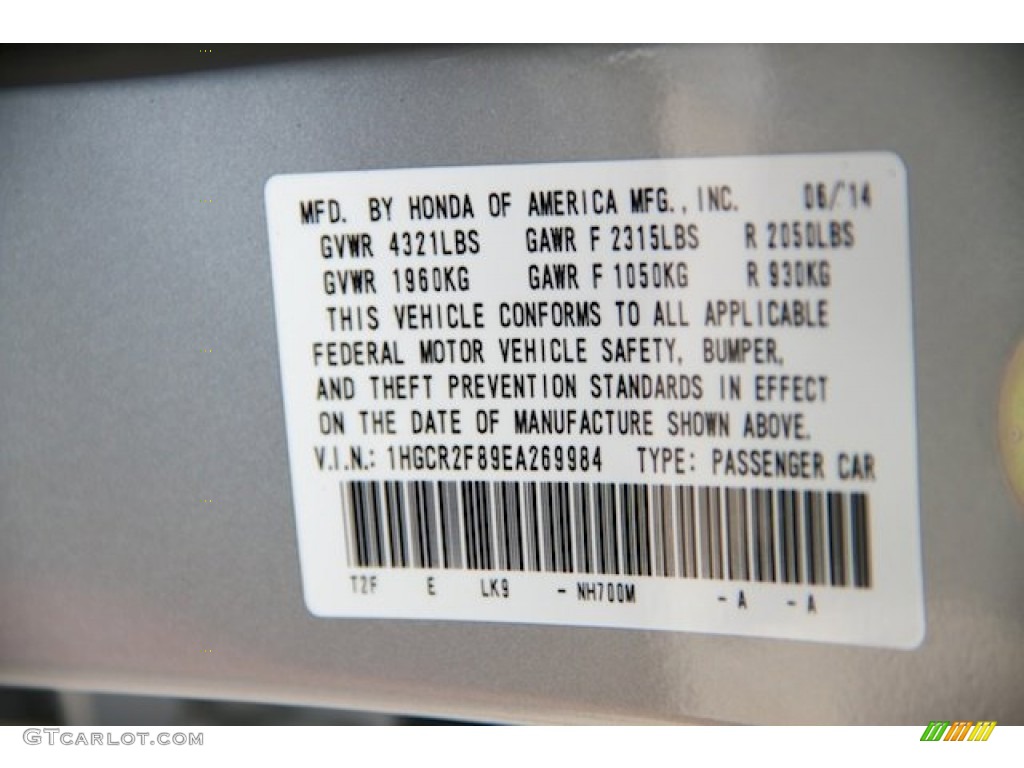 MFD. BY HONDA OF AMERICA MFG., INC. 06/14
GVWR 4321LBS GAWR F 2315LBS R 2050LBS
GVWR 1960KG GAWR F 1050KG R 930KG
THIS VEHICLE CONFORMS TO ALL APPLICABLE
FEDERAL MOTOR VEHICLE SAFETY, BUMPER,
AND THEFT PREVENTION STANDARDS IN EFFECT
ON THE DATE OF MANUFACTURE SHOWN ABOVE.
V.I.N.: 1HGCR2F89EA269984 TYPE: PASSENGER CAR
T2F E LK9 - NH700M - A - A
GTcarlot.com